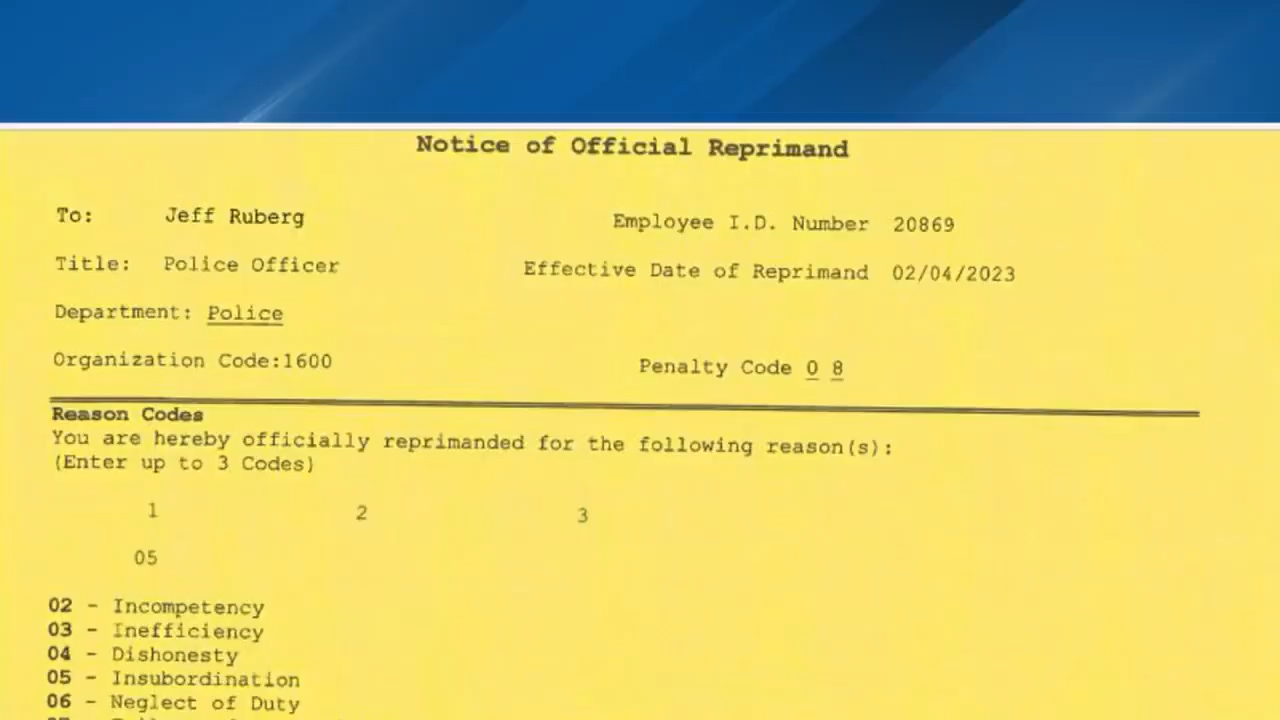 Notice of Official Reprimand
To: Jeff Ruberg Employee I.D. Number 20869
Title: Police Officer Effective Date of Reprimand 02/04/2023
Department: Police
Organization Code:1600 Penalty Code 0 8
Reason Codes
You are hereby officially reprimanded for the following reason(s):
(Enter up to 3 Codes)
1 2 3
05
02 - Incompetency
03 - Inefficiency
04 - Dishonesty
05 - Insubordination
06 - Neglect of Duty